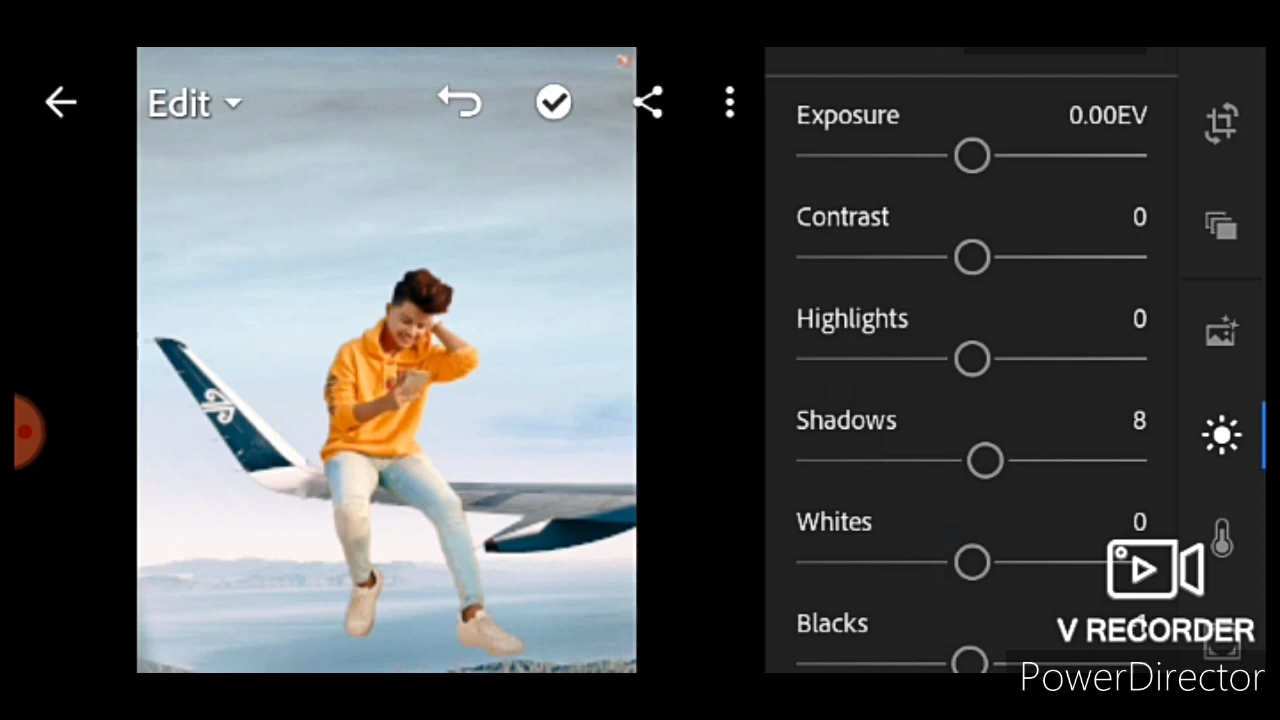 Edit
Exposure 0.00EV
Contrast 0
Highlights 0
Shadows 8
Whites 0
Blacks
V RECORDER
PowerDirector